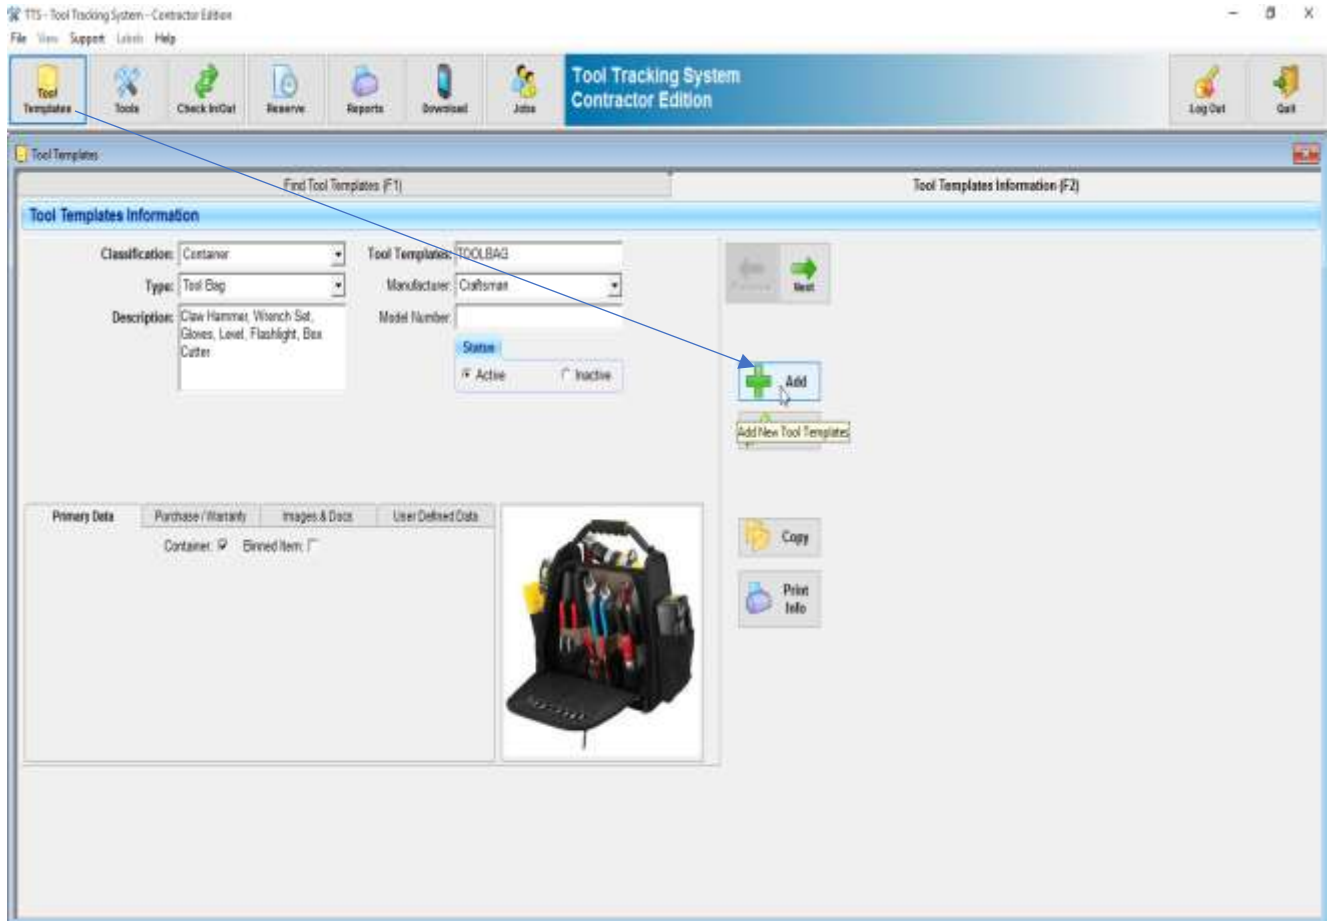 TTS - Tool Tracking System - Contractor Edition
File View Support Labels Help
Tool Templates
Tools
Check In/Out
Reserve
Reports
Download
Jobs
Tool Tracking System
Contractor Edition
Log Out
Quit
Tool Templates
Find Tool Templates (F1)
Tool Templates Information (F2)
Tool Templates Information
Classification: Container
Tool Templates: TOOLBAG
Next
Type: Tool Bag
Manufacturer: Craftsman
Description: Claw Hammer, Wrench Set,
Gloves, Level, Flashlight, Box
Cutter
Model Number:
Status
Active
Inactive
Add
Add New Tool Templates
Primary Data
Purchase / Warranty
Images & Docs
User Defined Data
Container:
Binned Item:
Copy
Print
Info